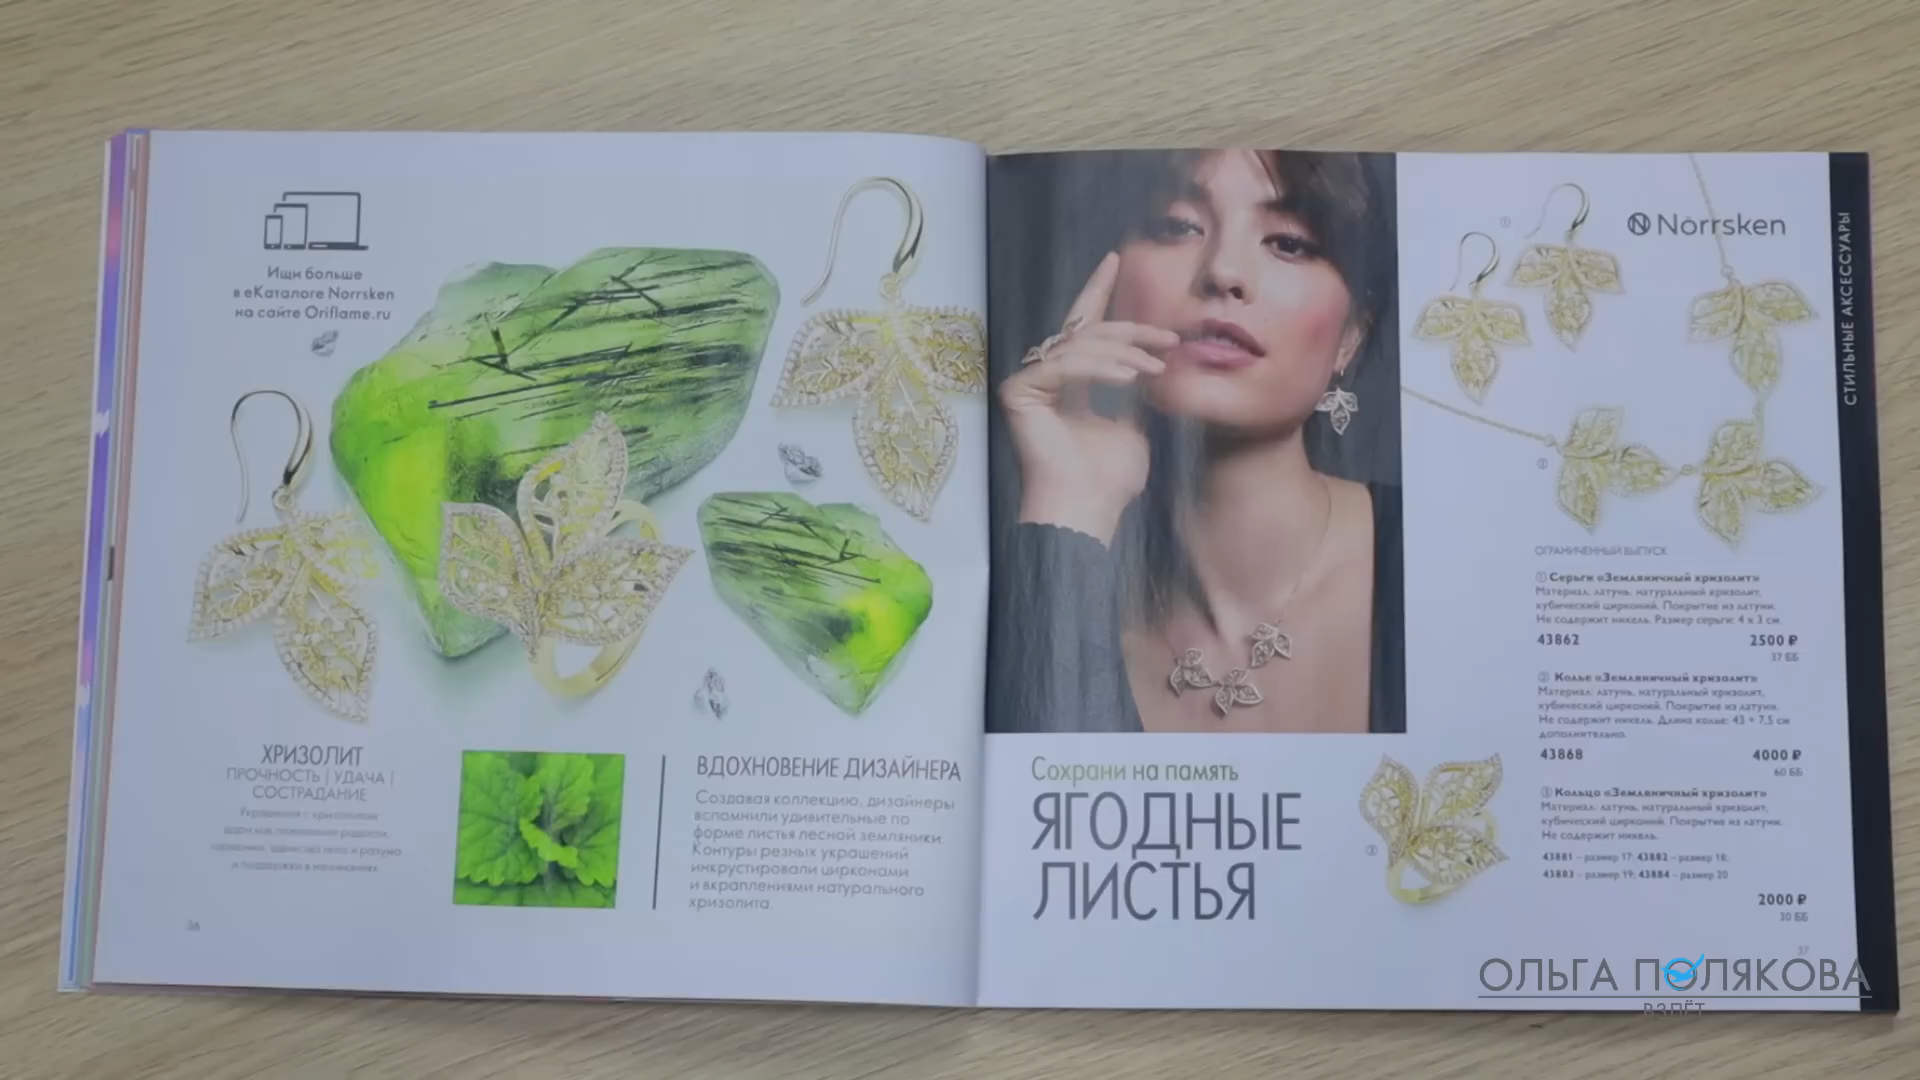 Ищи больше
в еКаталоге Norrsken
на сайте Oriflame.ru
ХРИЗОЛИТ
ПРОЧНОСТЬ | УДАЧА |
СОСТРАДАНИЕ
Украшения с хризолитом
и поддержки в начинаниях
36
ВДОХНОВЕНИЕ ДИЗАЙНЕРА
Создавая коллекцию, дизайнеры
вспомнили удивительные по
форме листья лесной земляники.
Контуры резных украшений
инкрустировали цирконами
и вкраплениями натурального
хризолита.
Сохрани на память
ЯГОДНЫЕ
ЛИСТЬЯ
Norrsken
СТИЛЬНЫЕ АКСЕССУАРЫ
ОГРАНИЧЕННЫЙ ВЫПУСК
① Серьги «Земляничный хризолит»
Материал: латунь, натуральный хризолит,
кубический цирконий. Покрытие из латуни.
Не содержит никель. Размер серьги: 4 х 3 см.
43862 2500 ₽
37 ББ
② Колье «Земляничный хризолит»
Материал: латунь, натуральный хризолит,
кубический цирконий. Покрытие из латуни.
Не содержит никель. Длина колье: 43 + 7,5 см
дополнительно.
43868 4000 ₽
60 ББ
③ Кольцо «Земляничный хризолит»
Материал: латунь, натуральный хризолит,
кубический цирконий. Покрытие из латуни.
Не содержит никель.
43881 – размер 17; 43882 – размер 18;
43883 – размер 19; 43884 – размер 20
2000 ₽
30 ББ
37
ОЛЬГА ПОЛЯКОВА
ВЗЛЁТ